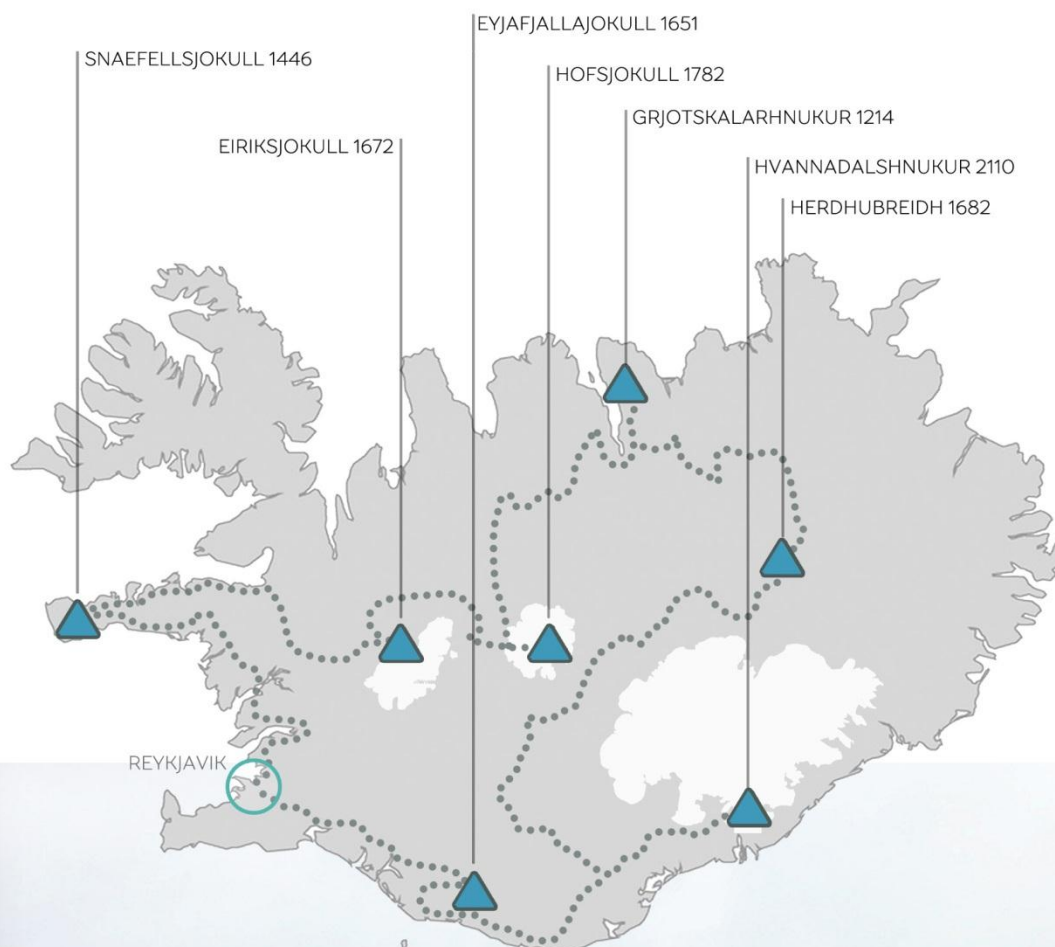 EYJAFJALLAJOKULL 1651
SNAEFELLSJOKULL 1446
HOFSJOKULL 1782
GRJOTSKALARHNUKUR 1214
EIRIKSJOKULL 1672
HVANNADALSHNUKUR 2110
HERDHUBREIDH 1682
REYKJAVIK